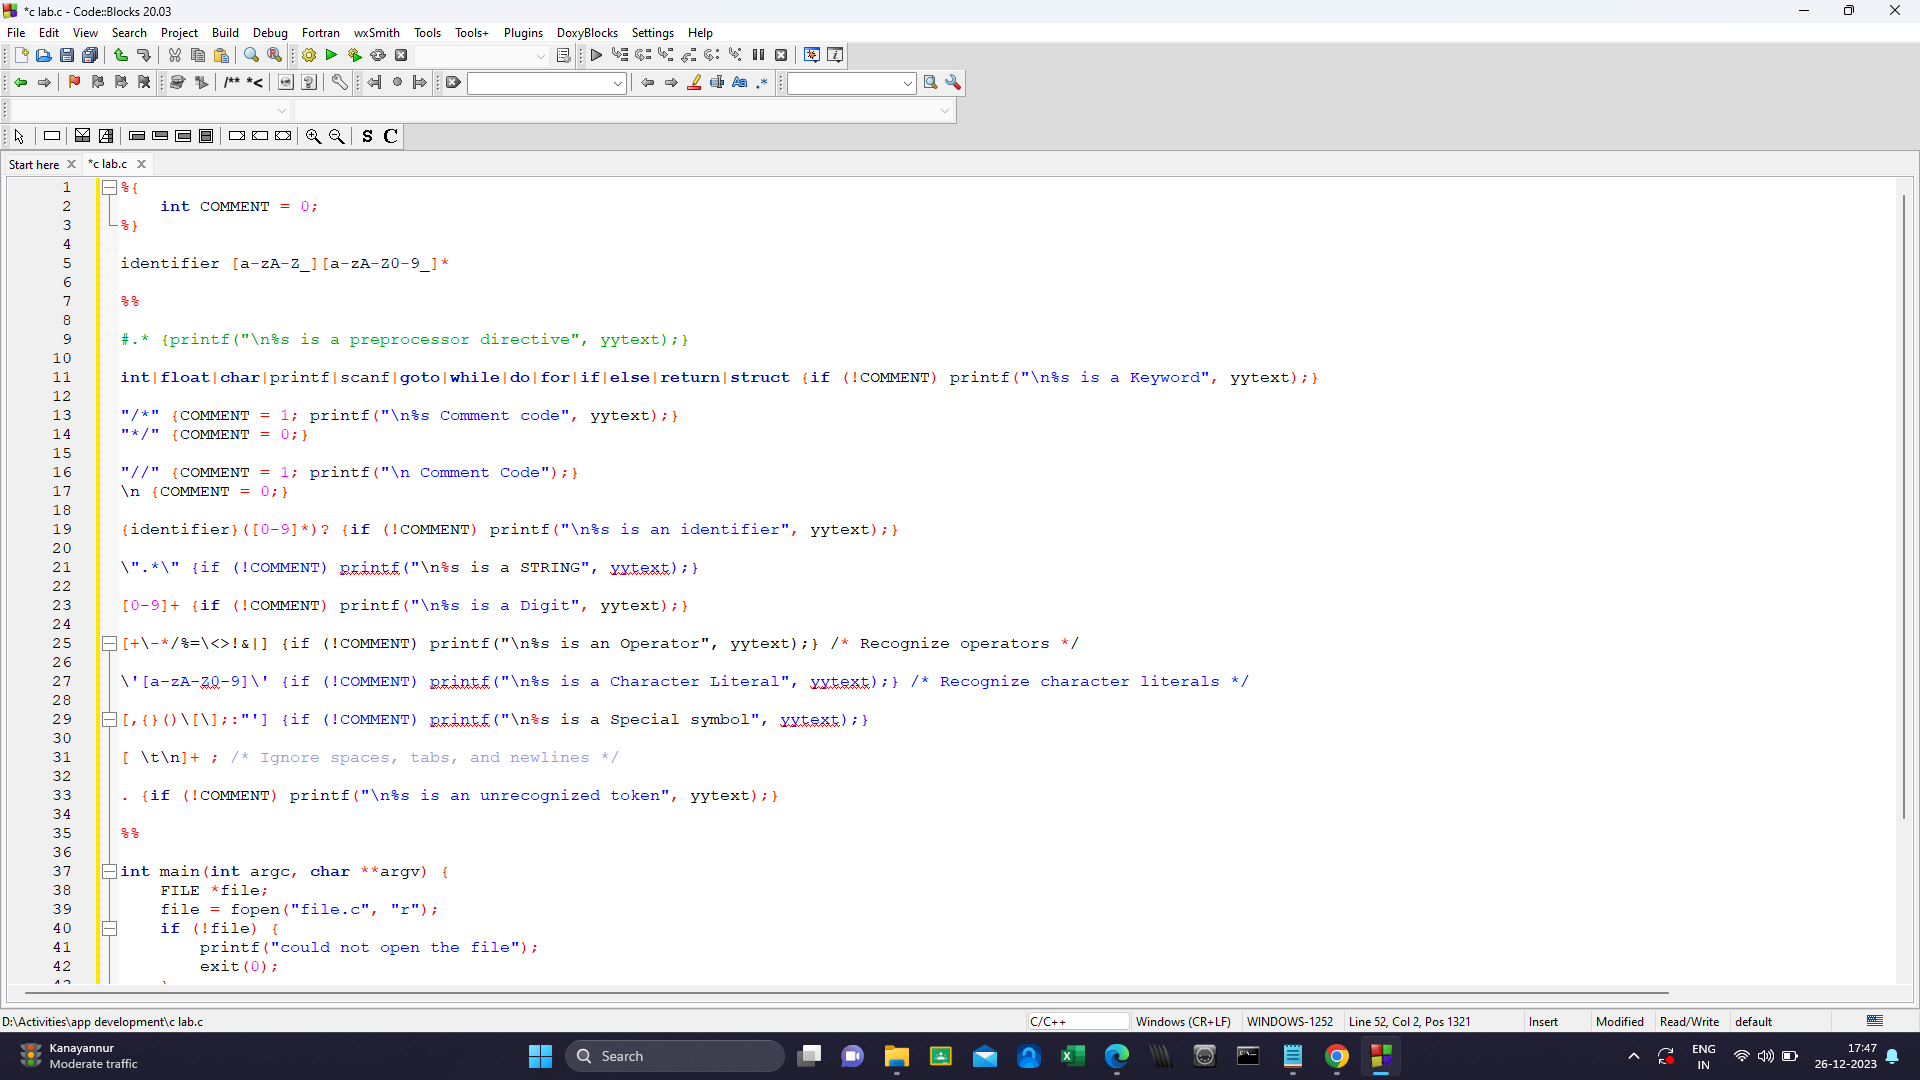 *c lab.c - Code::Blocks 20.03
File Edit View Search Project Build Debug Fortran wxSmith Tools Tools+ Plugins DoxyBlocks Settings Help
/** *<
S C
Start here *c lab.c
1 %{
2 int COMMENT = 0;
3 %}
4
5 identifier [a-zA-Z_][a-zA-Z0-9_]*
6
7 %%
8
9 #.* {printf("\n%s is a preprocessor directive", yytext);}
10
11 int|float|char|printf|scanf|goto|while|do|for|if|else|return|struct {if (!COMMENT) printf("\n%s is a Keyword", yytext);}
12
13 "/*" {COMMENT = 1; printf("\n%s Comment code", yytext);}
14 "*/" {COMMENT = 0;}
15
16 "//" {COMMENT = 1; printf("\n Comment Code");}
17 \n {COMMENT = 0;}
18
19 {identifier}([0-9]*)? {if (!COMMENT) printf("\n%s is an identifier", yytext);}
20
21 \".*\" {if (!COMMENT) printf("\n%s is a STRING", yytext);}
22
23 [0-9]+ {if (!COMMENT) printf("\n%s is a Digit", yytext);}
24
25 [+\-*/%=\<>!&|] {if (!COMMENT) printf("\n%s is an Operator", yytext);} /* Recognize operators */
26
27 \'[a-zA-Z0-9]\' {if (!COMMENT) printf("\n%s is a Character Literal", yytext);} /* Recognize character literals */
28
29 [,{}()\[\];:"'] {if (!COMMENT) printf("\n%s is a Special symbol", yytext);}
30
31 [ \t\n]+ ; /* Ignore spaces, tabs, and newlines */
32
33 . {if (!COMMENT) printf("\n%s is an unrecognized token", yytext);}
34
35 %%
36
37 int main(int argc, char **argv) {
38 FILE *file;
39 file = fopen("file.c", "r");
40 if (!file) {
41 printf("could not open the file");
42 exit(0);
D:\Activities\app development\c lab.c C/C++ Windows (CR+LF) WINDOWS-1252 Line 52, Col 2, Pos 1321 Insert Modified Read/Write default
Kanayannur
Moderate traffic
Search
ENG
IN
17:47
26-12-2023